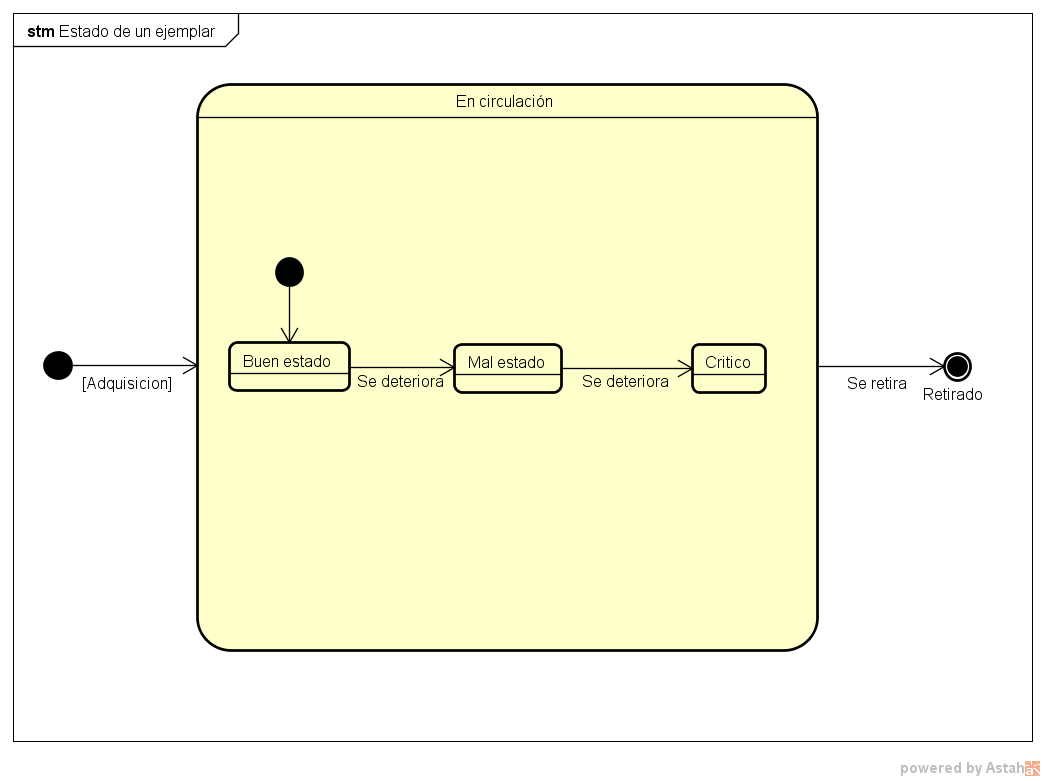 stm Estado de un ejemplar
En circulación
Buen estado
Mal estado
Critico
Se deteriora
Se deteriora
[Adquisicion]
Se retira
Retirado
powered by Astah